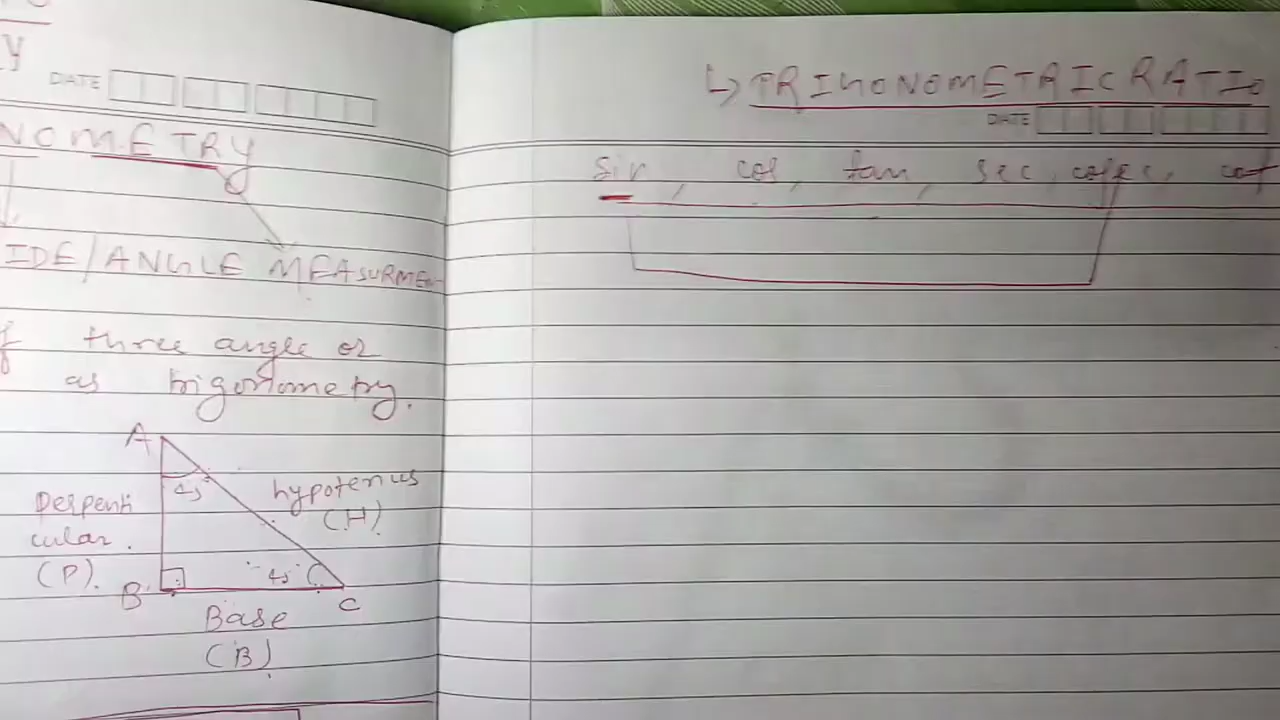 Y
DATE
NOMETRY
IDE/ANGLE MEASURMEN
f three angle or
as trigonometry.
A
45°
hypotenus
(H)
Perpendi
cular.
(P).
45°
B
C
Base
(B)
↳ TRIGONOMETRIC RATIO
DATE
Sin, cos, tan, sec, cosec, cot